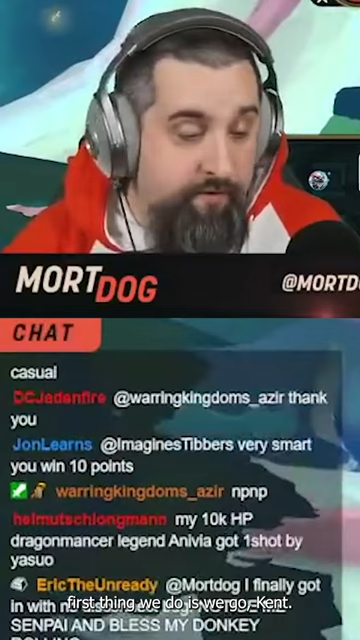 MORTDOG
@MORTD
CHAT
casual
DCJedenfire @warringkingdoms_azir thank
you
JonLearns @ImaginesTibbers very smart
you win 10 points
warringkingdoms_azir npnp
helmutschlongmann my 10k HP
dragonmancer legend Anivia got 1shot by
yasuo
EricTheUnready @Mortdog I finally got
in with
first thing we do is we go, Kent.
SENPAI AND BLESS MY DONKEY